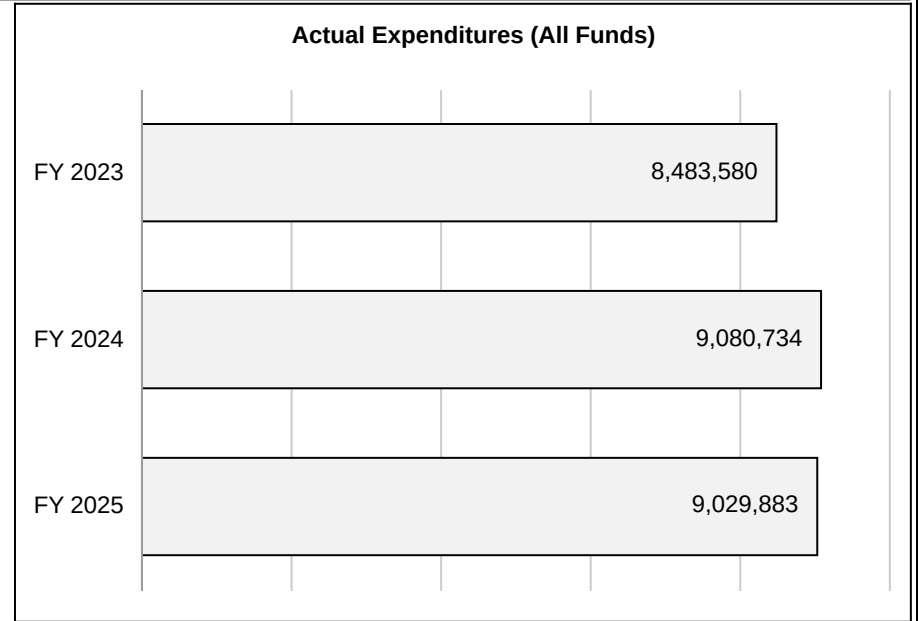 Actual Expenditures (All Funds)
FY 2023
8,483,580
FY 2024
9,080,734
FY 2025
9,029,883